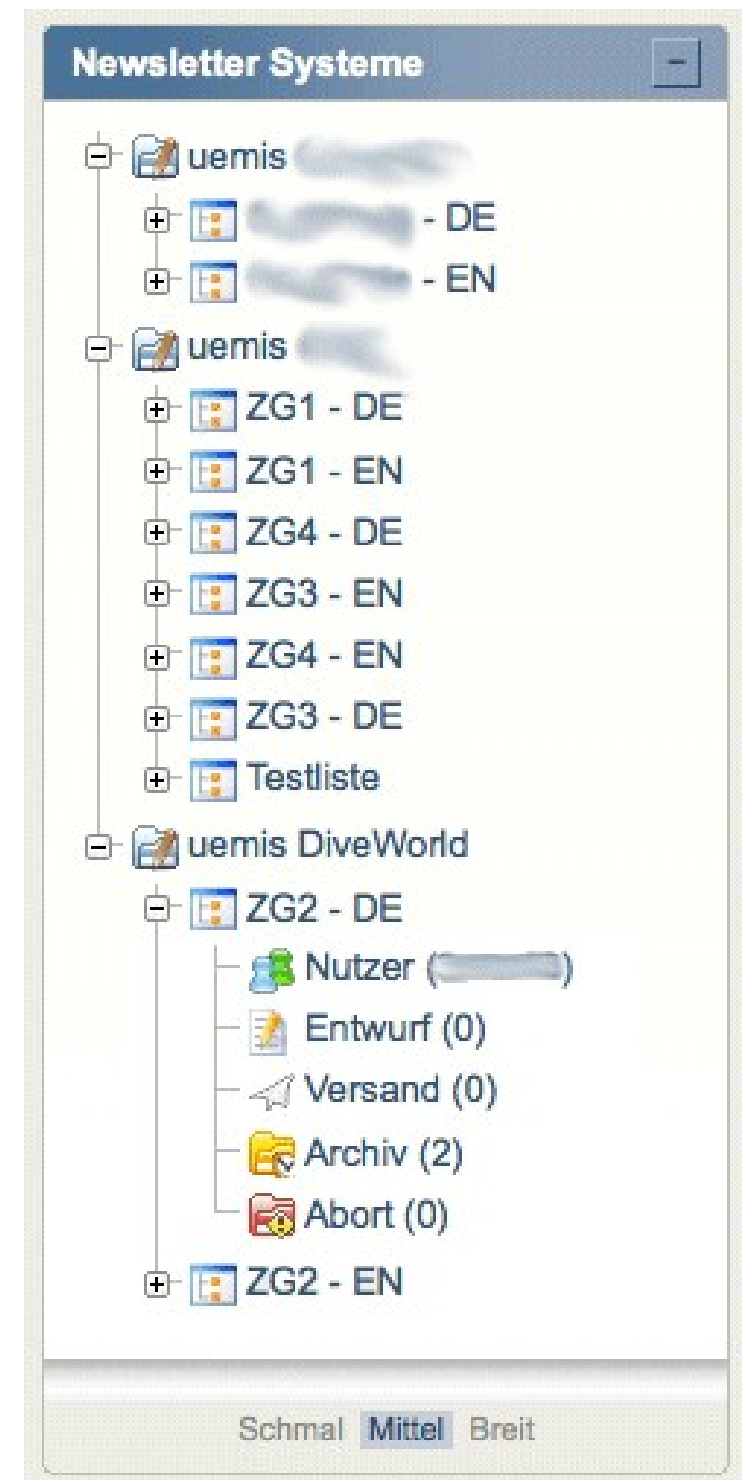 Newsletter Systeme
uemis
- DE
- EN
uemis
ZG1 - DE
ZG1 - EN
ZG4 - DE
ZG3 - EN
ZG4 - EN
ZG3 - DE
Testliste
uemis DiveWorld
ZG2 - DE
Nutzer ( )
Entwurf (0)
Versand (0)
Archiv (2)
Abort (0)
ZG2 - EN
Schmal Mittel Breit